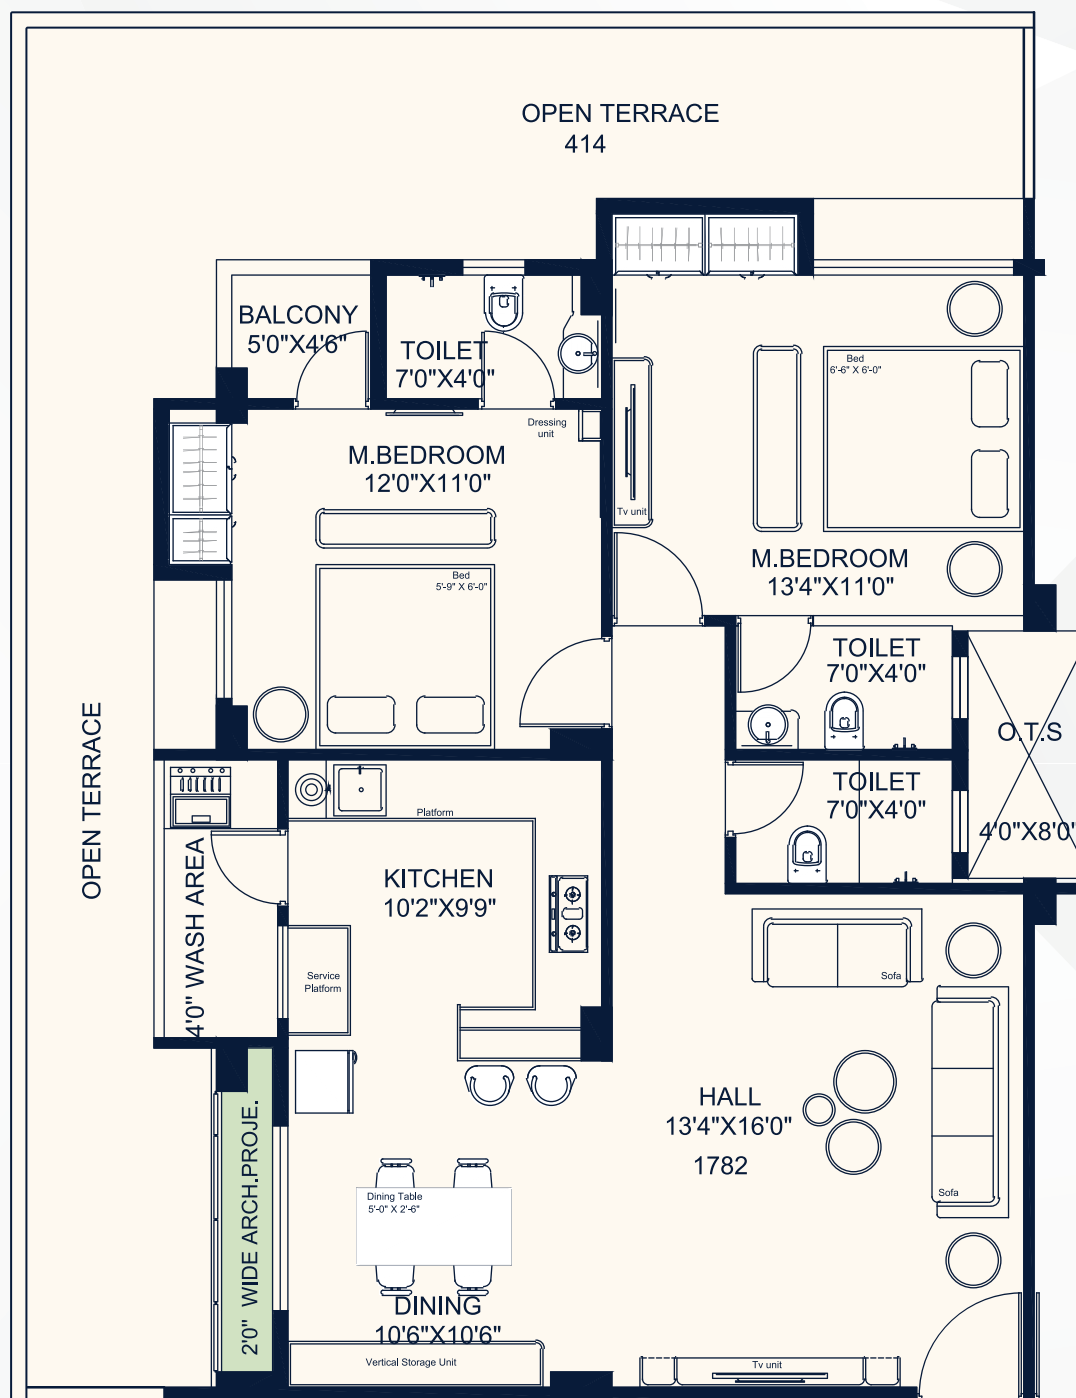 OPEN TERRACE
414
BALCONY
5'0"X4'6"
TOILET
7'0"X4'0"
Bed
6'-6" X 6'-0"
Dressing
unit
M.BEDROOM
12'0"X11'0"
Tv unit
M.BEDROOM
13'4"X11'0"
Bed
5'-9" X 6'-0"
TOILET
7'0"X4'0"
OPEN TERRACE
O.T.S
4'0"X8'0"
TOILET
7'0"X4'0"
Platform
KITCHEN
10'2"X9'9"
4'0" WASH AREA
Service
Platform
Sofa
HALL
13'4"X16'0"
1782
2'0" WIDE ARCH.PROJE.
Dining Table
5'-0" X 2'-6"
Sofa
DINING
10'6"X10'6"
Vertical Storage Unit
Tv unit